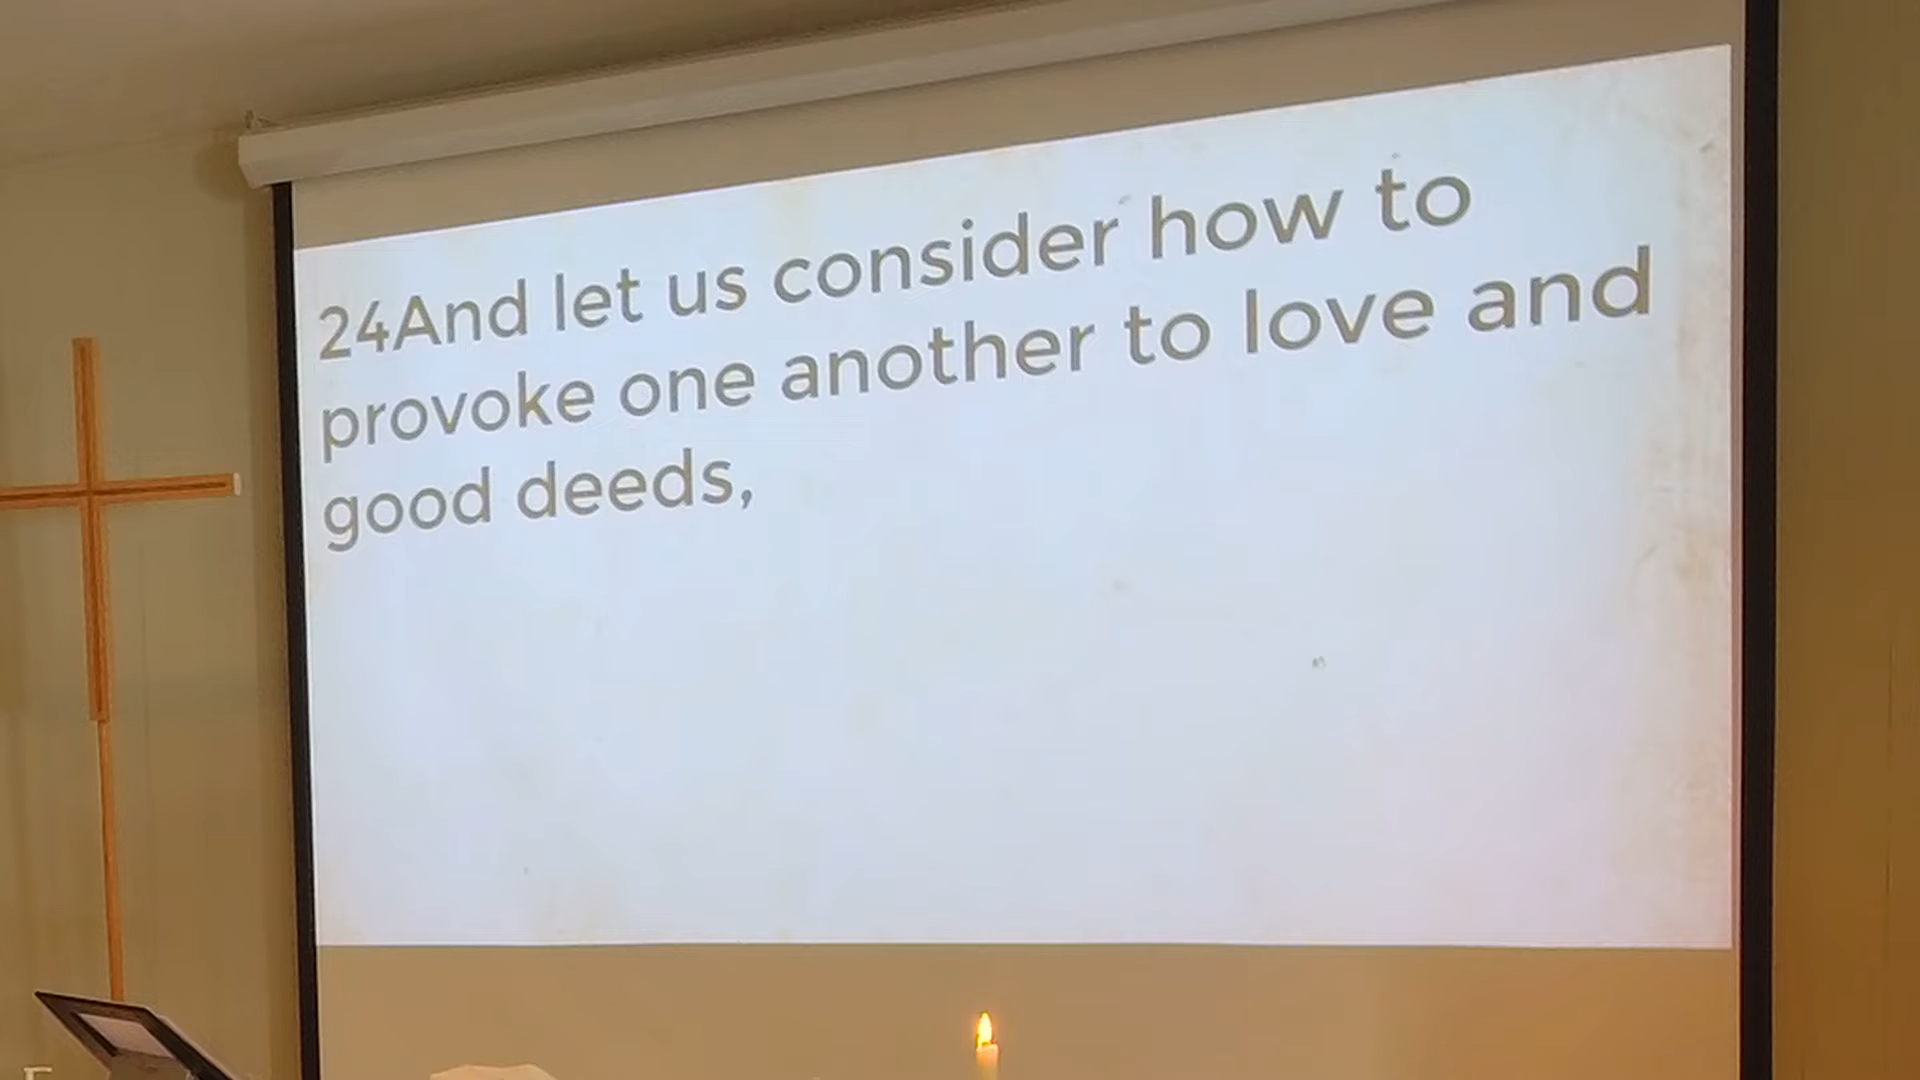 24And let us consider how to
provoke one another to love and
good deeds,